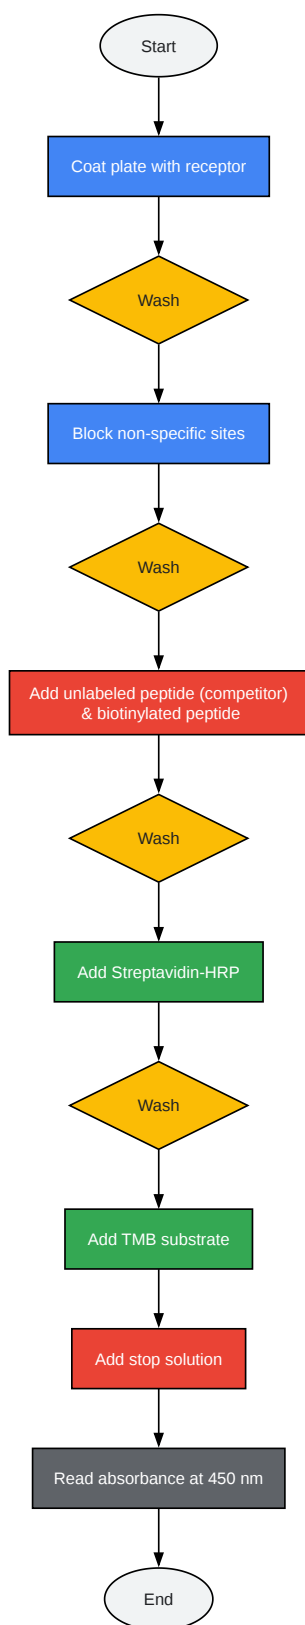 Start
Coat plate with receptor
Wash
Block non-specific sites
Wash
Add unlabeled peptide (competitor)
& biotinylated peptide
Wash
Add Streptavidin-HRP
Wash
Add TMB substrate
Add stop solution
Read absorbance at 450 nm
End